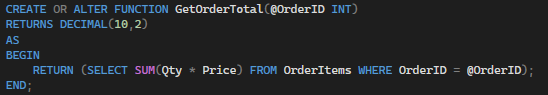 CREATE OR ALTER FUNCTION GetOrderTotal(@OrderID INT)
RETURNS DECIMAL(10,2)
AS
BEGIN
    RETURN (SELECT SUM(Qty * Price) FROM OrderItems WHERE OrderID = @OrderID);
END;